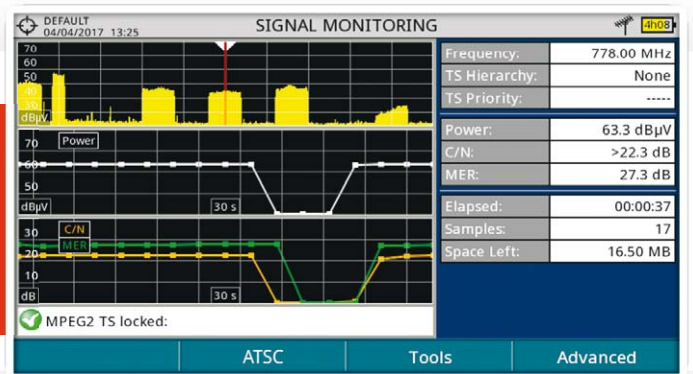 DEFAULT
04/04/2017 13:25
SIGNAL MONITORING
4h08
70
60
50
40
30
dBµV
70
Power
60
50
dBµV
30 s
30
C/N
MER
20
10
dB
30 s
MPEG2 TS locked:
Frequency: 778.00 MHz
TS Hierarchy: None
TS Priority: -----
Power: 63.3 dBµV
C/N: >22.3 dB
MER: 27.3 dB
Elapsed: 00:00:37
Samples: 17
Space Left: 16.50 MB
ATSC
Tools
Advanced